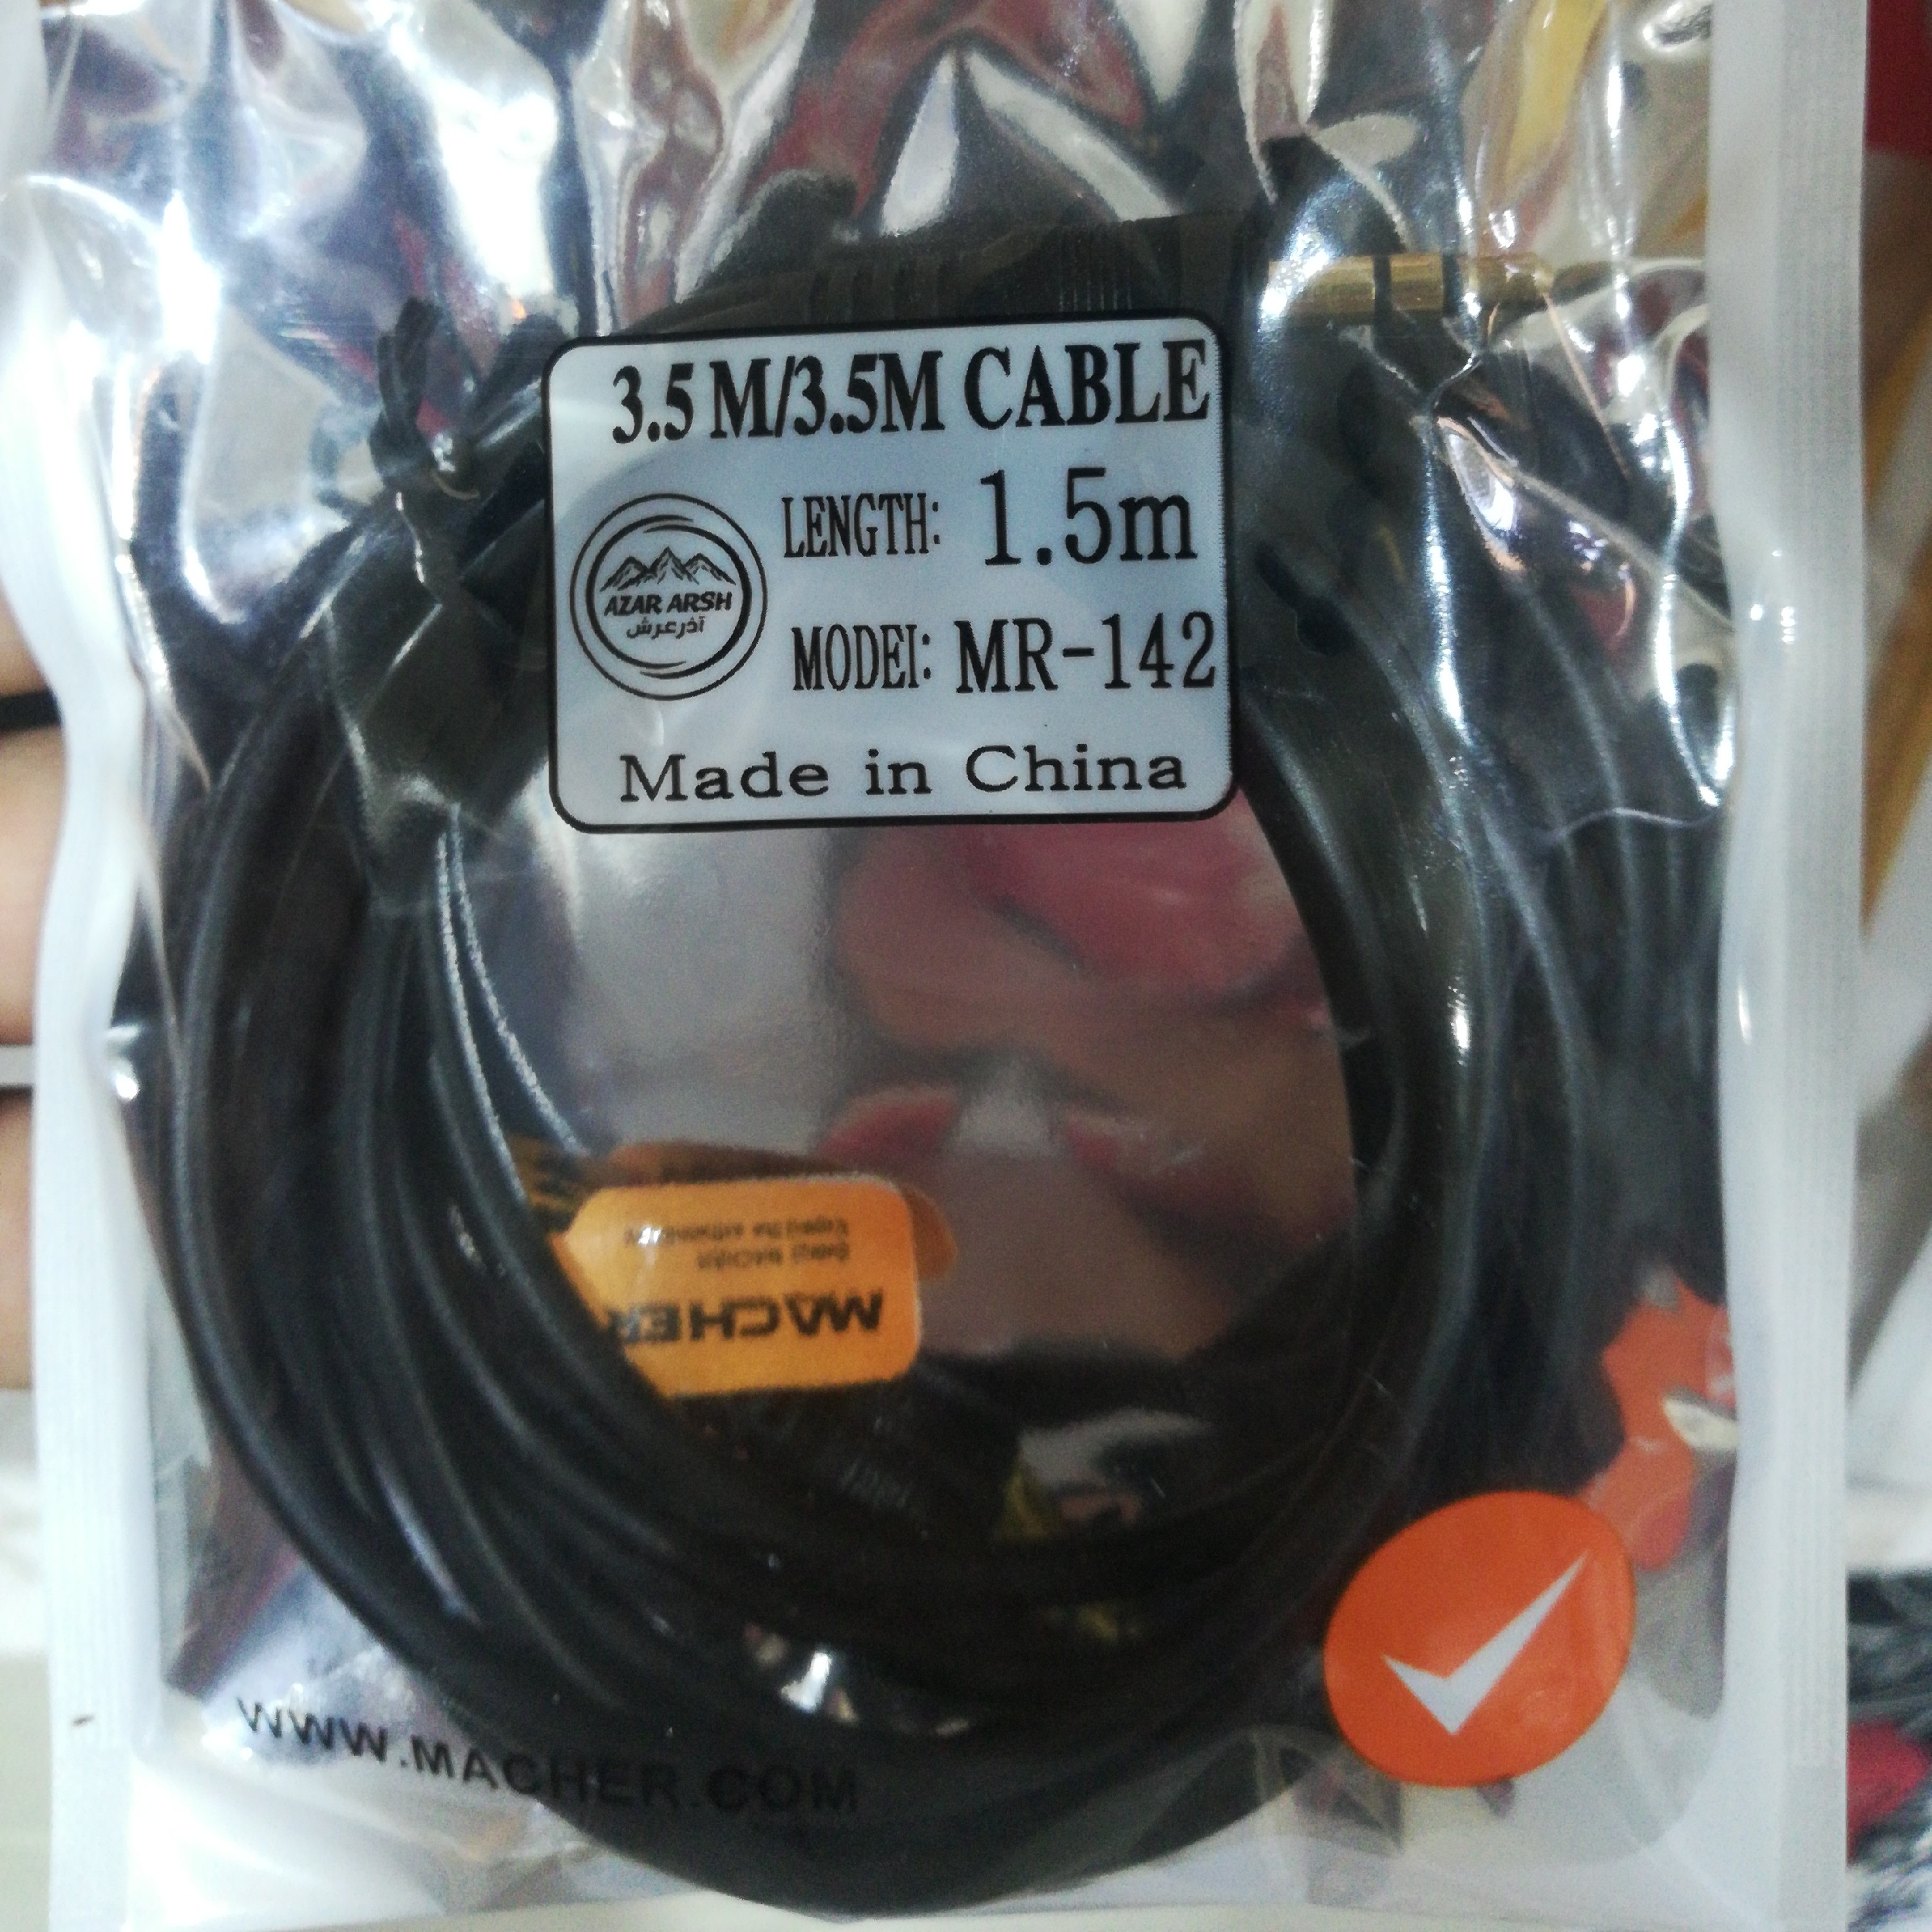 3.5 M/3.5M CABLE
LENGTH: 1.5m
AZAR ARSH
آذرعرش
MODEI: MR-142
Made in China
MACHER
WWW.MACHER.COM